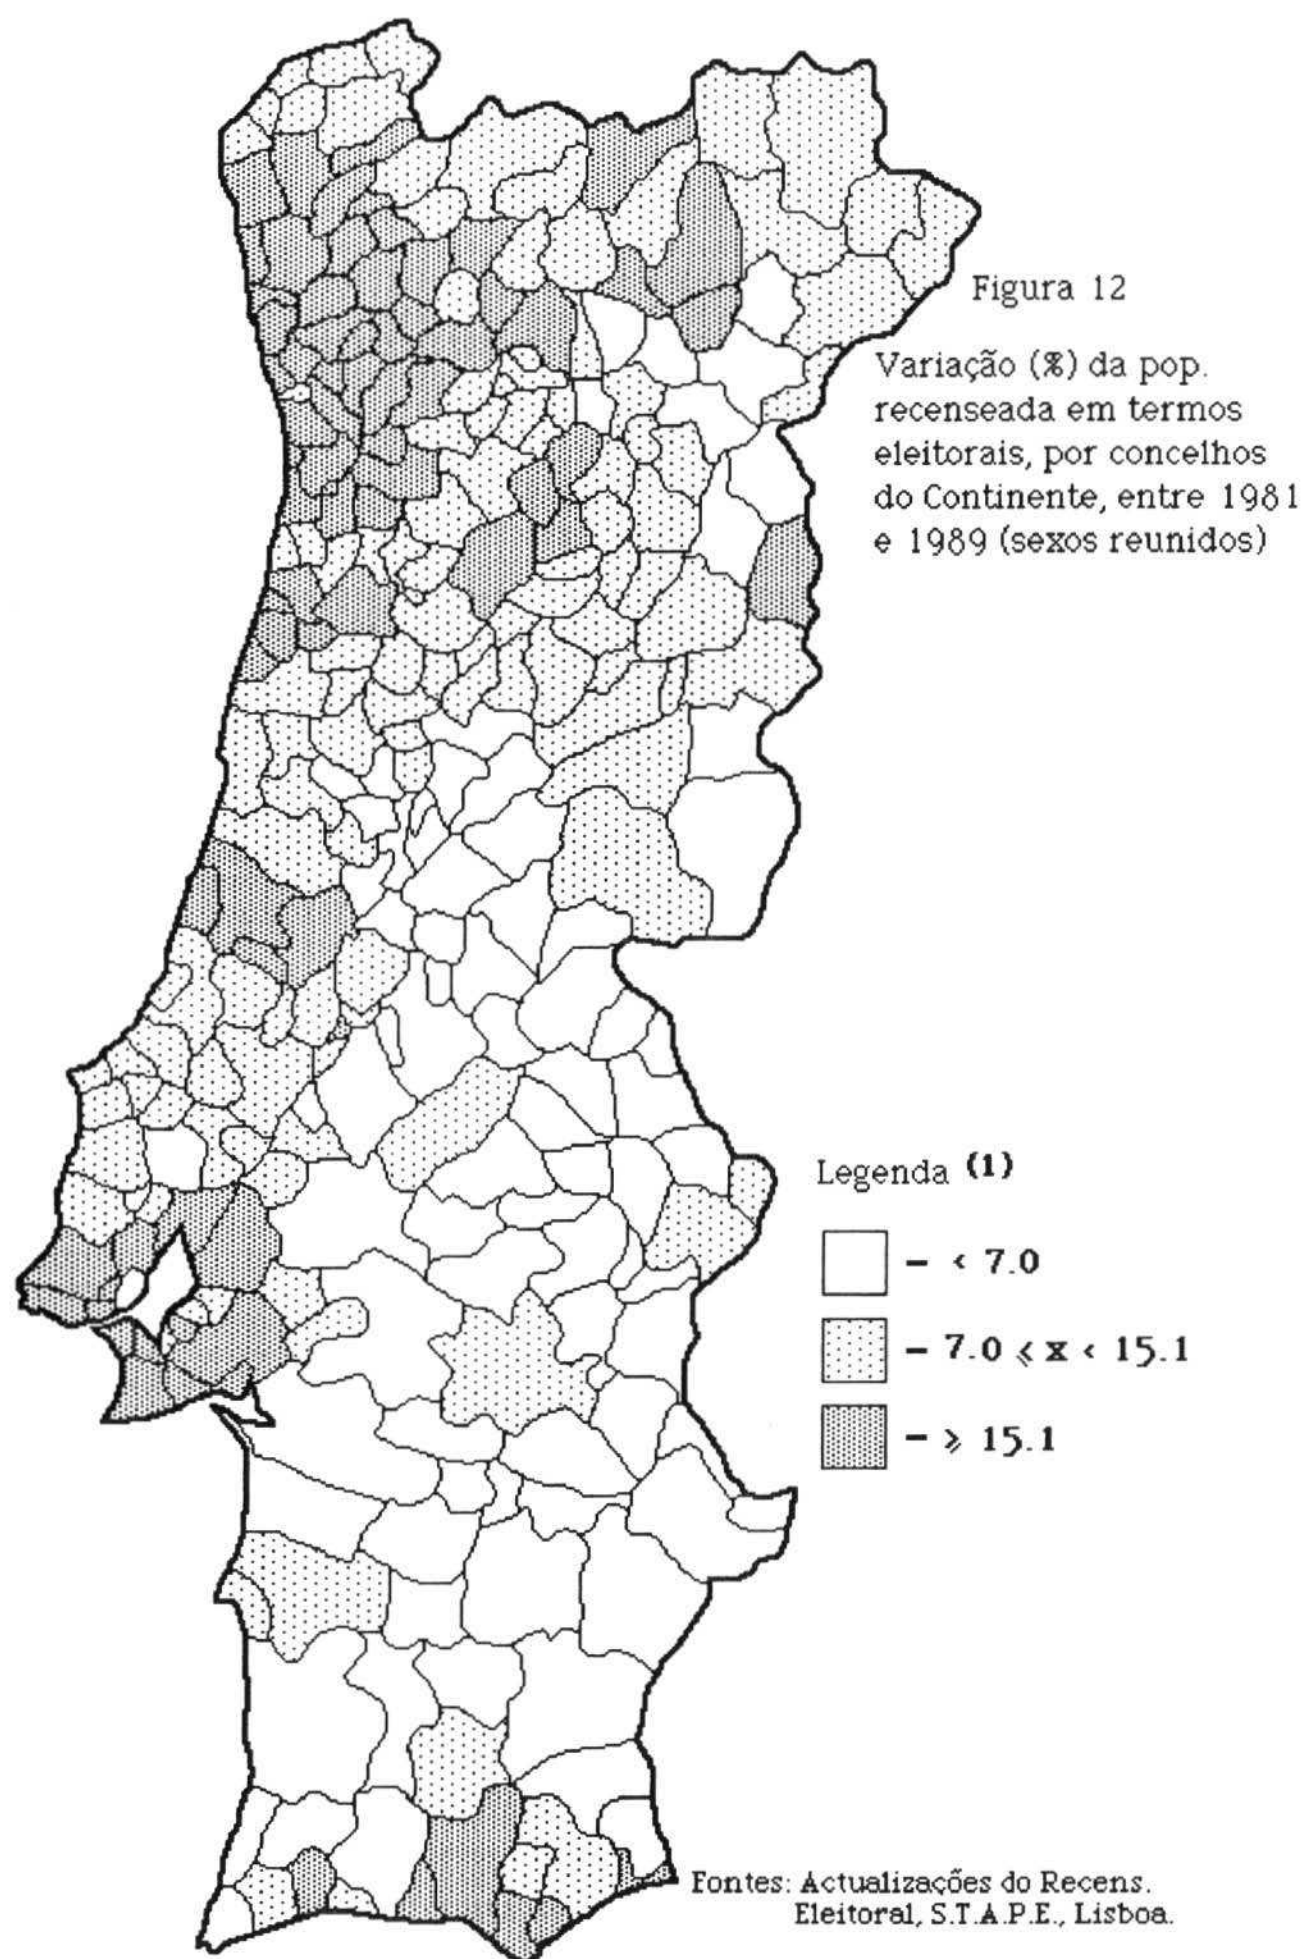 Figura 12
Variação (%) da pop.
recenseada em termos
eleitorais, por concelhos
do Continente, entre 1981
e 1989 (sexos reunidos)
Legenda (1)
- < 7.0
- 7.0 ⩽ x < 15.1
- ⩾ 15.1
Fontes: Actualizações do Recens.
Eleitoral, S.T.A.P.E., Lisboa.